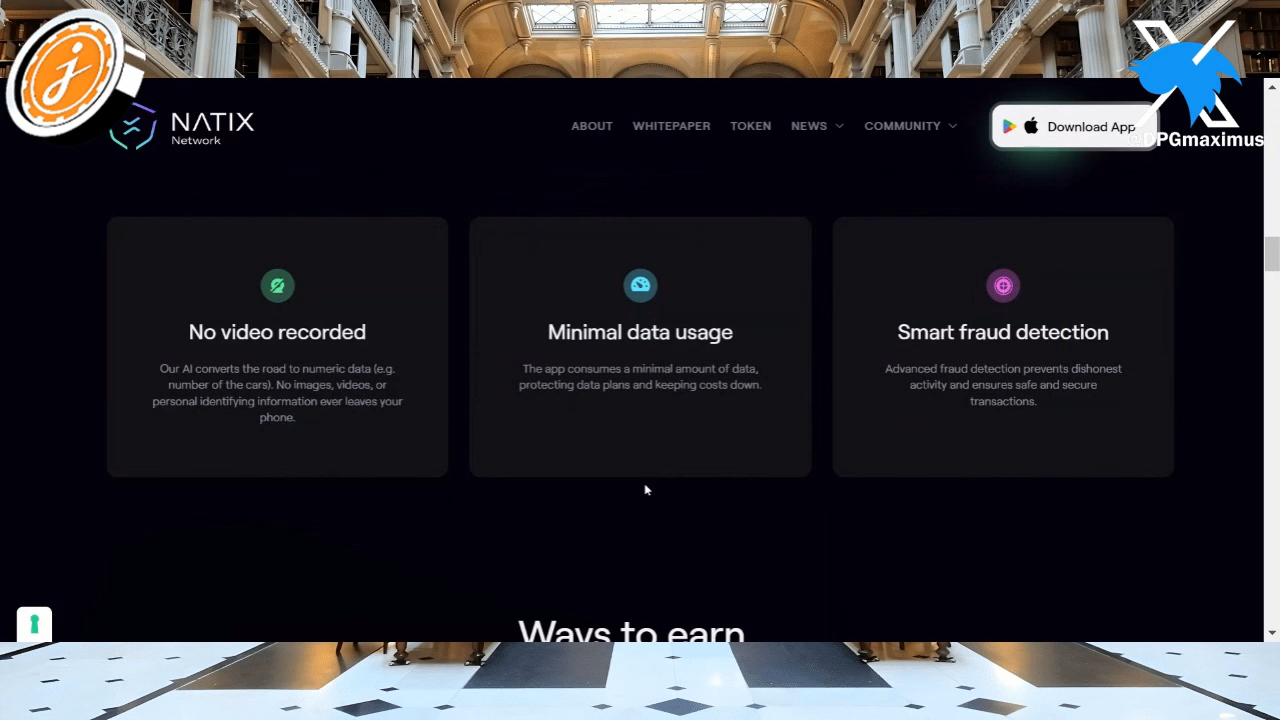 NATIX
Network
ABOUT
WHITEPAPER
TOKEN
NEWS
COMMUNITY
Download App
@DPGmaximus
No video recorded
Our AI converts the road to numeric data (e.g.
number of the cars). No images, videos, or
personal identifying information ever leaves your
phone.
Minimal data usage
The app consumes a minimal amount of data,
protecting data plans and keeping costs down.
Smart fraud detection
Advanced fraud detection prevents dishonest
activity and ensures safe and secure
transactions.
Ways to earn